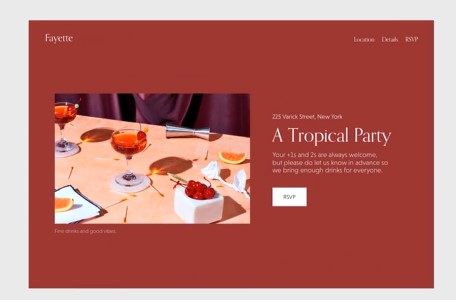 Fayette
Location Details RSVP
225 Varick Street, New York
A Tropical Party
Your +1s and 2s are always welcome,
but please do let us know in advance so
we bring enough drinks for everyone.
RSVP
Fine drinks and good vibes.